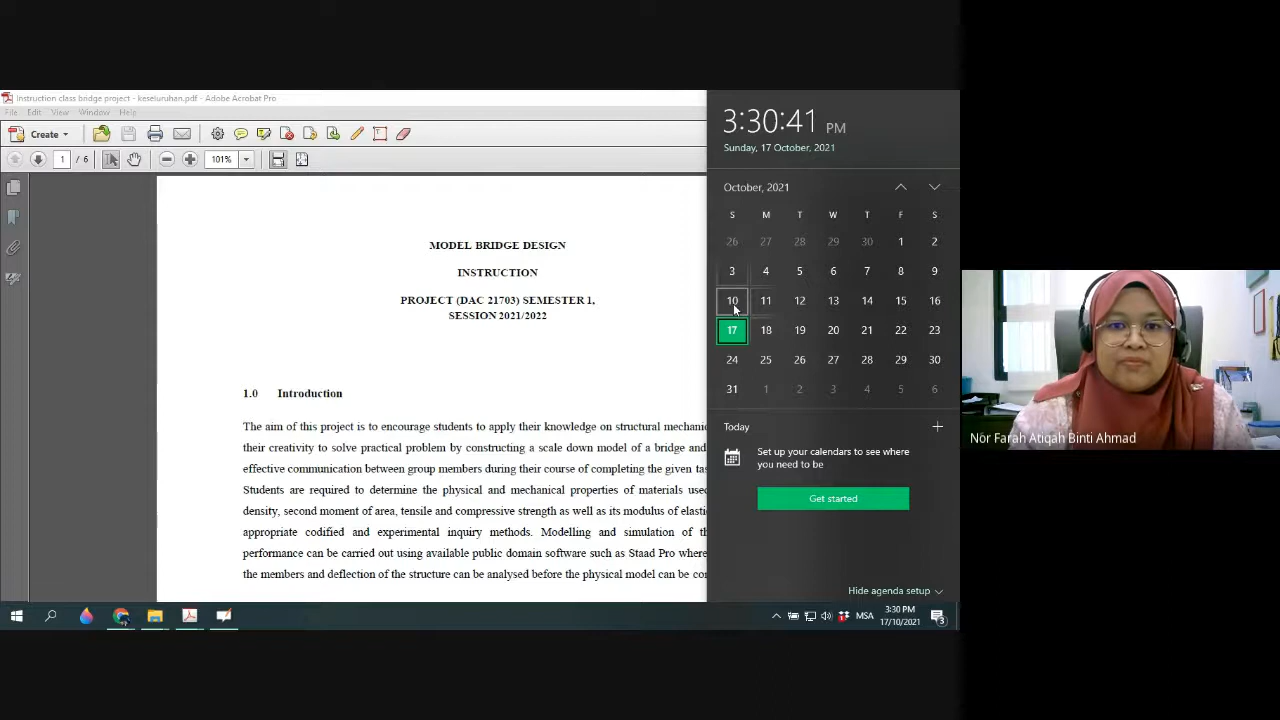 Instruction class bridge project - keseluruhan.pdf - Adobe Acrobat Pro
File Edit View Window Help
Create
1 / 6 101%
MODEL BRIDGE DESIGN
INSTRUCTION
PROJECT (DAC 21703) SEMESTER 1,
SESSION 2021/2022
1.0 Introduction
The aim of this project is to encourage students to apply their knowledge on structural mechanic
their creativity to solve practical problem by constructing a scale down model of a bridge and
effective communication between group members during their course of completing the given tas
Students are required to determine the physical and mechanical properties of materials used
density, second moment of area, tensile and compressive strength as well as its modulus of elastic
appropriate codified and experimental inquiry methods. Modelling and simulation of th
performance can be carried out using available public domain software such as Staad Pro where
the members and deflection of the structure can be analysed before the physical model can be con
3:30:41 PM
Sunday, 17 October, 2021
October, 2021
S M T W T F S
26 27 28 29 30 1 2
3 4 5 6 7 8 9
10 11 12 13 14 15 16
17 18 19 20 21 22 23
24 25 26 27 28 29 30
31 1 2 3 4 5 6
Today
Set up your calendars to see where
you need to be
Get started
Hide agenda setup
MSA
3:30 PM
17/10/2021
3
Nor Farah Atiqah Binti Ahmad